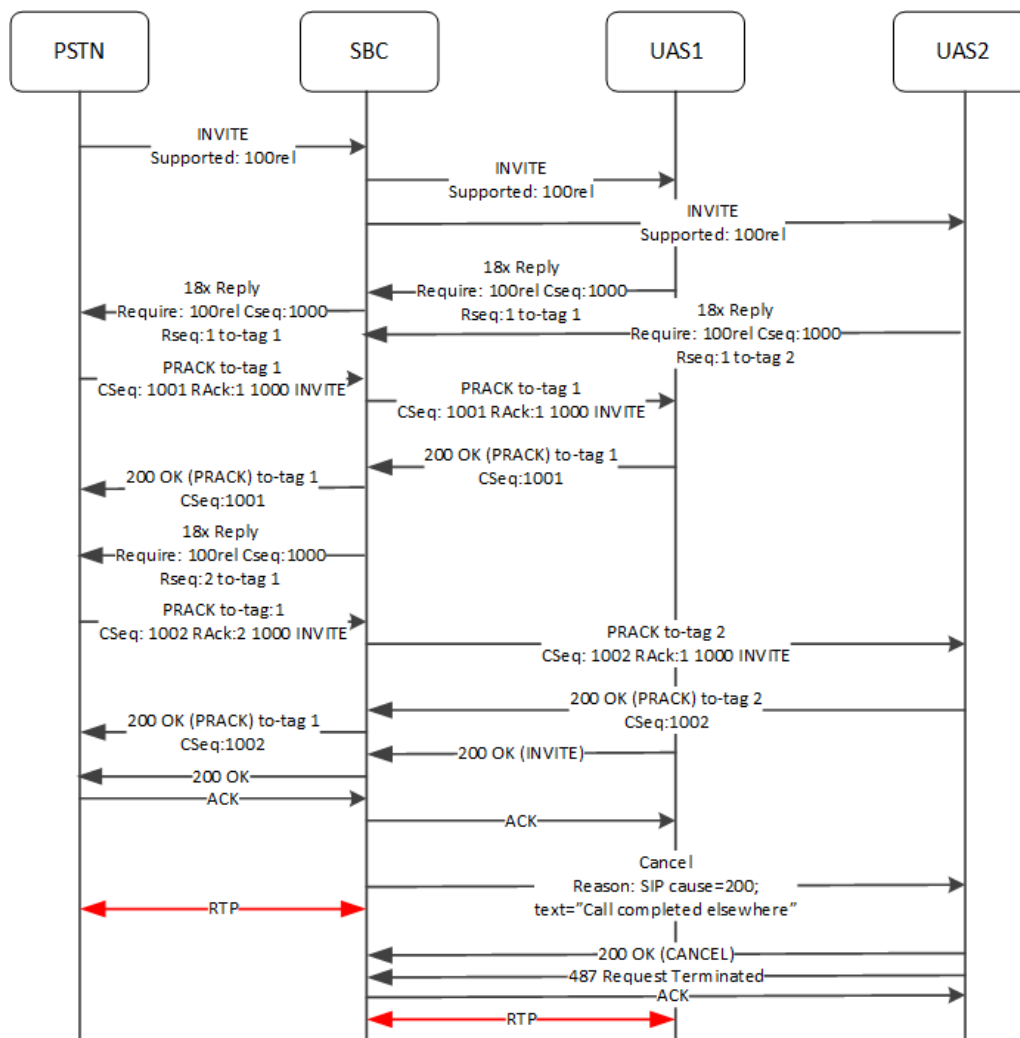 PSTN
SBC
UAS1
UAS2
INVITE
Supported: 100rel
INVITE
Supported: 100rel
INVITE
Supported: 100rel
18x Reply
Require: 100rel Cseq:1000
Rseq:1 to-tag 1
18x Reply
Require: 100rel Cseq:1000
Rseq:1 to-tag 1
18x Reply
Require: 100rel Cseq:1000
Rseq:1 to-tag 2
PRACK to-tag 1
CSeq: 1001 RAck:1 1000 INVITE
PRACK to-tag 1
CSeq: 1001 RAck:1 1000 INVITE
200 OK (PRACK) to-tag 1
CSeq:1001
200 OK (PRACK) to-tag 1
CSeq:1001
18x Reply
Require: 100rel Cseq:1000
Rseq:2 to-tag 1
PRACK to-tag:1
CSeq: 1002 RAck:2 1000 INVITE
PRACK to-tag 2
CSeq: 1002 RAck:1 1000 INVITE
200 OK (PRACK) to-tag 2
CSeq:1002
200 OK (PRACK) to-tag 1
CSeq:1002
200 OK (INVITE)
200 OK
ACK
ACK
Cancel
Reason: SIP cause=200;
text=”Call completed elsewhere”
RTP
200 OK (CANCEL)
487 Request Terminated
ACK
RTP